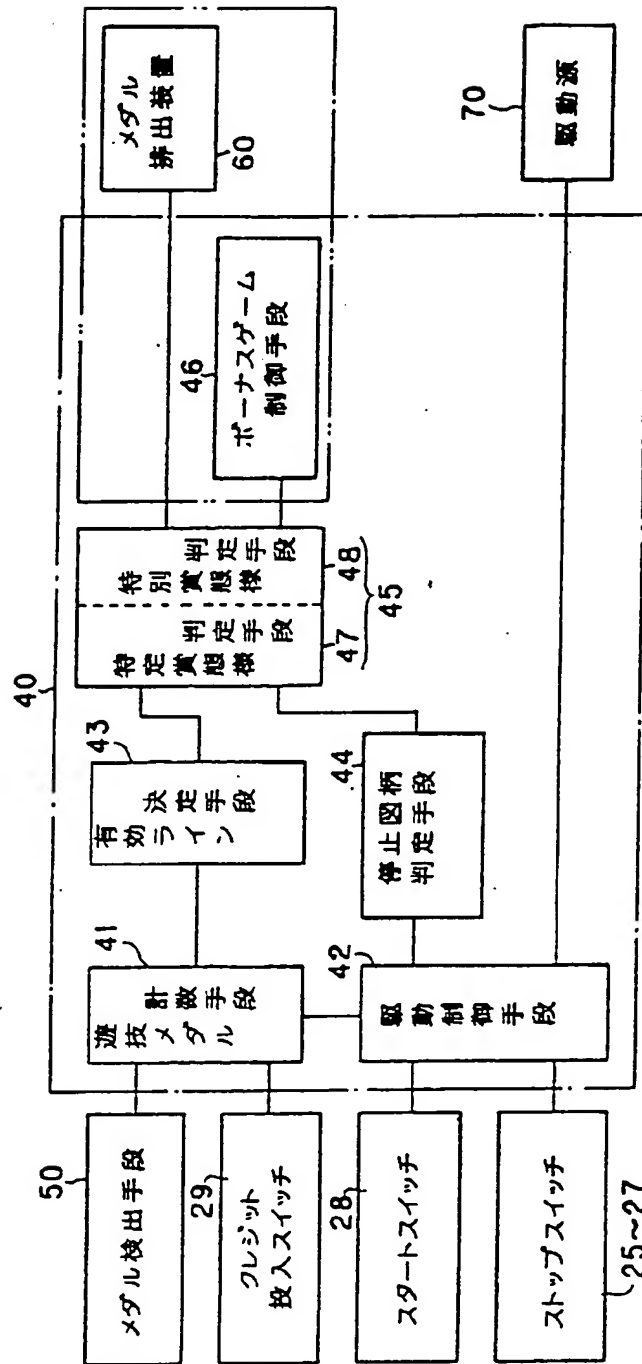 メダル検出手段
50
クレジット
投入スイッチ
29
スタートスイッチ
28
ストップスイッチ
25~27
40
遊技メダル
計数手段
41
駆動制御手段
42
有効ライン
決定手段
43
停止図柄
判定手段
44
特定賞態様
判定手段
47
特別賞態様
判定手段
48
45
ボーナスゲーム
制御手段
46
メダル
排出装置
60
駆動源
70